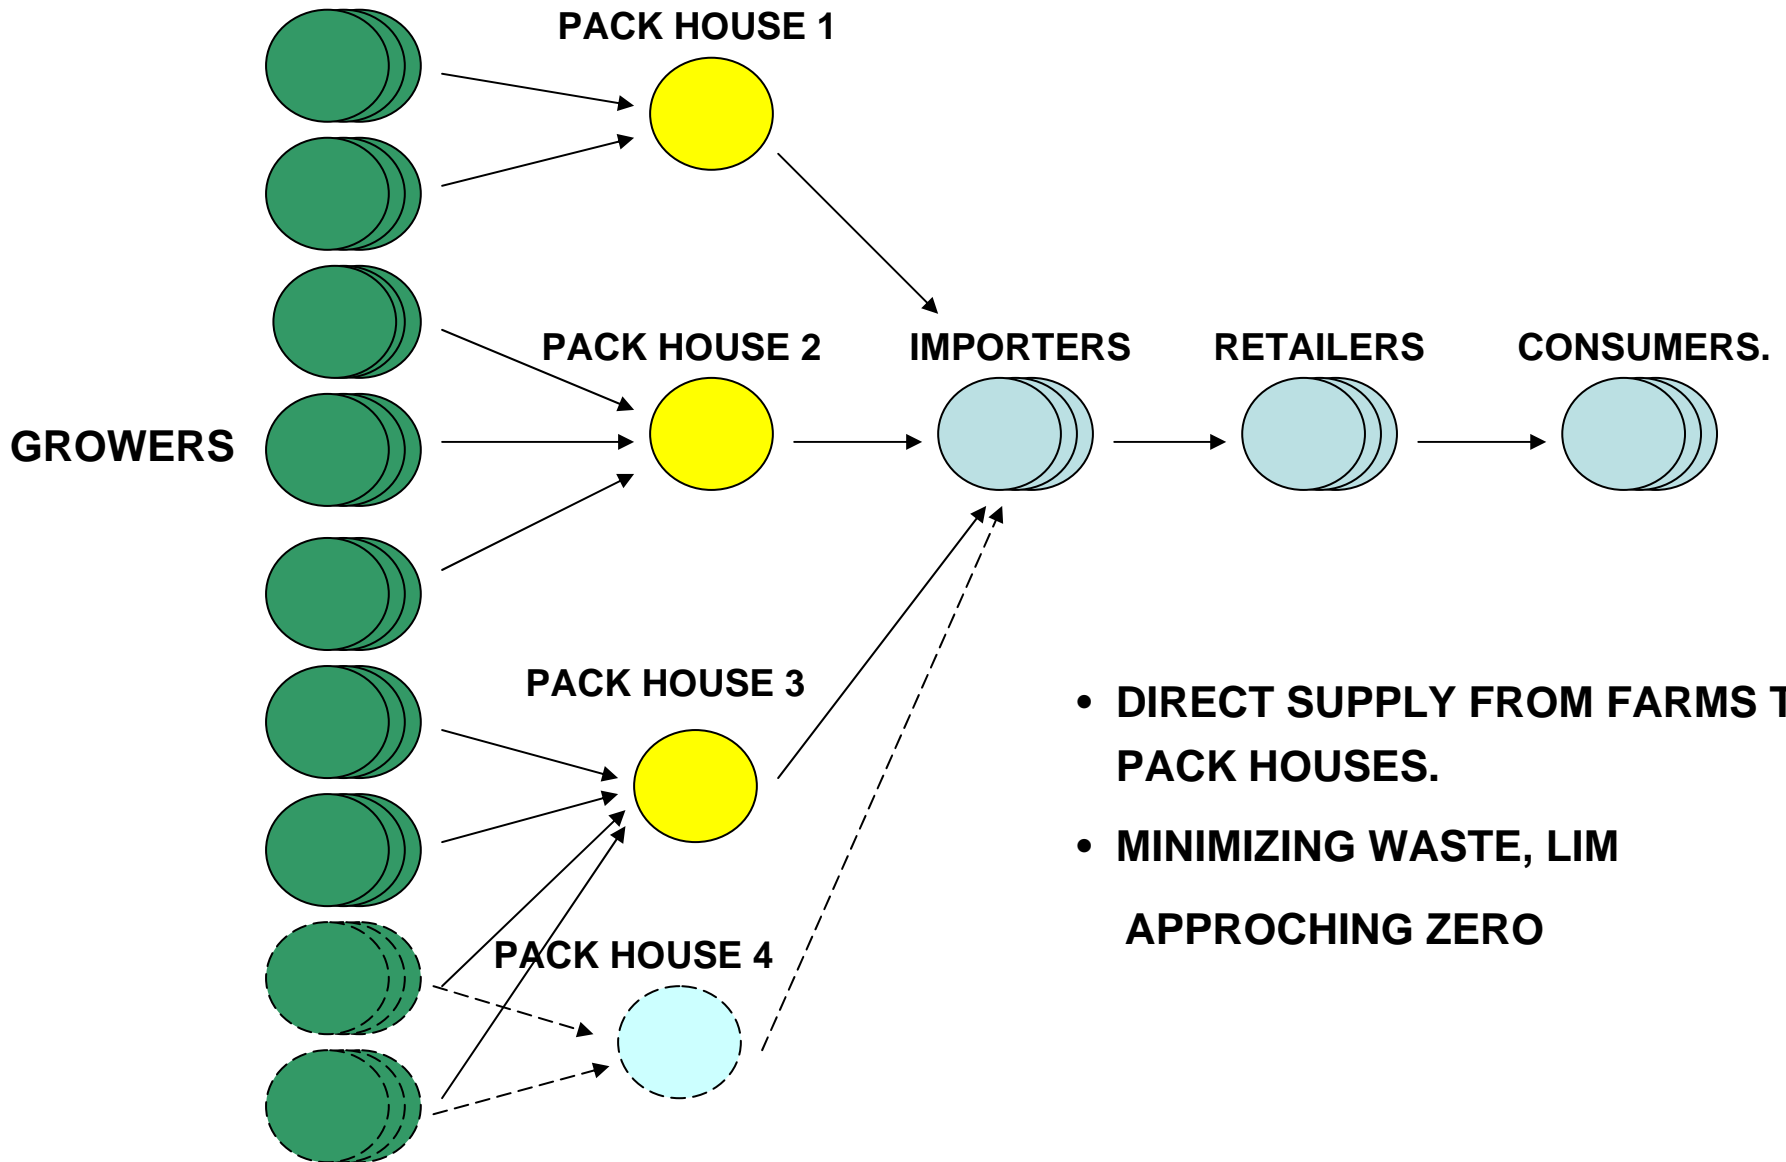 PACK HOUSE 1
PACK HOUSE 2
IMPORTERS
RETAILERS
CONSUMERS.
GROWERS
PACK HOUSE 3
• DIRECT SUPPLY FROM FARMS
PACK HOUSES.
• MINIMIZING WASTE, LIM
APPROCHING ZERO
PACK HOUSE 4